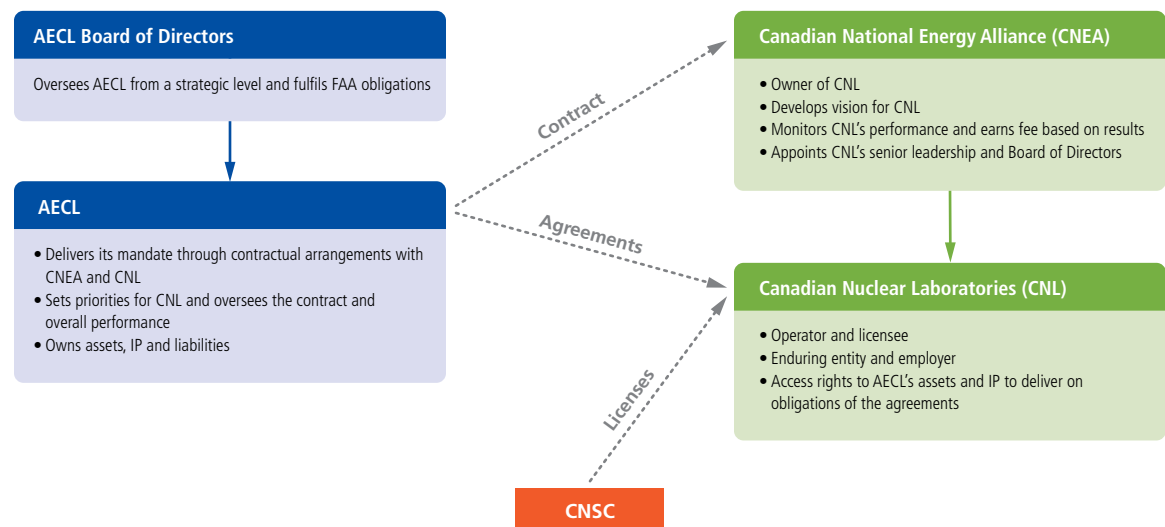 AECL Board of Directors
Oversees AECL from a strategic level and fulfils FAA obligations
AECL
• Delivers its mandate through contractual arrangements with
CNEA and CNL
• Sets priorities for CNL and oversees the contract and
overall performance
• Owns assets, IP and liabilities
Contract
Agreements
Licenses
Canadian National Energy Alliance (CNEA)
• Owner of CNL
• Develops vision for CNL
• Monitors CNL’s performance and earns fee based on results
• Appoints CNL’s senior leadership and Board of Directors
Canadian Nuclear Laboratories (CNL)
• Operator and licensee
• Enduring entity and employer
• Access rights to AECL’s assets and IP to deliver on
obligations of the agreements
CNSC